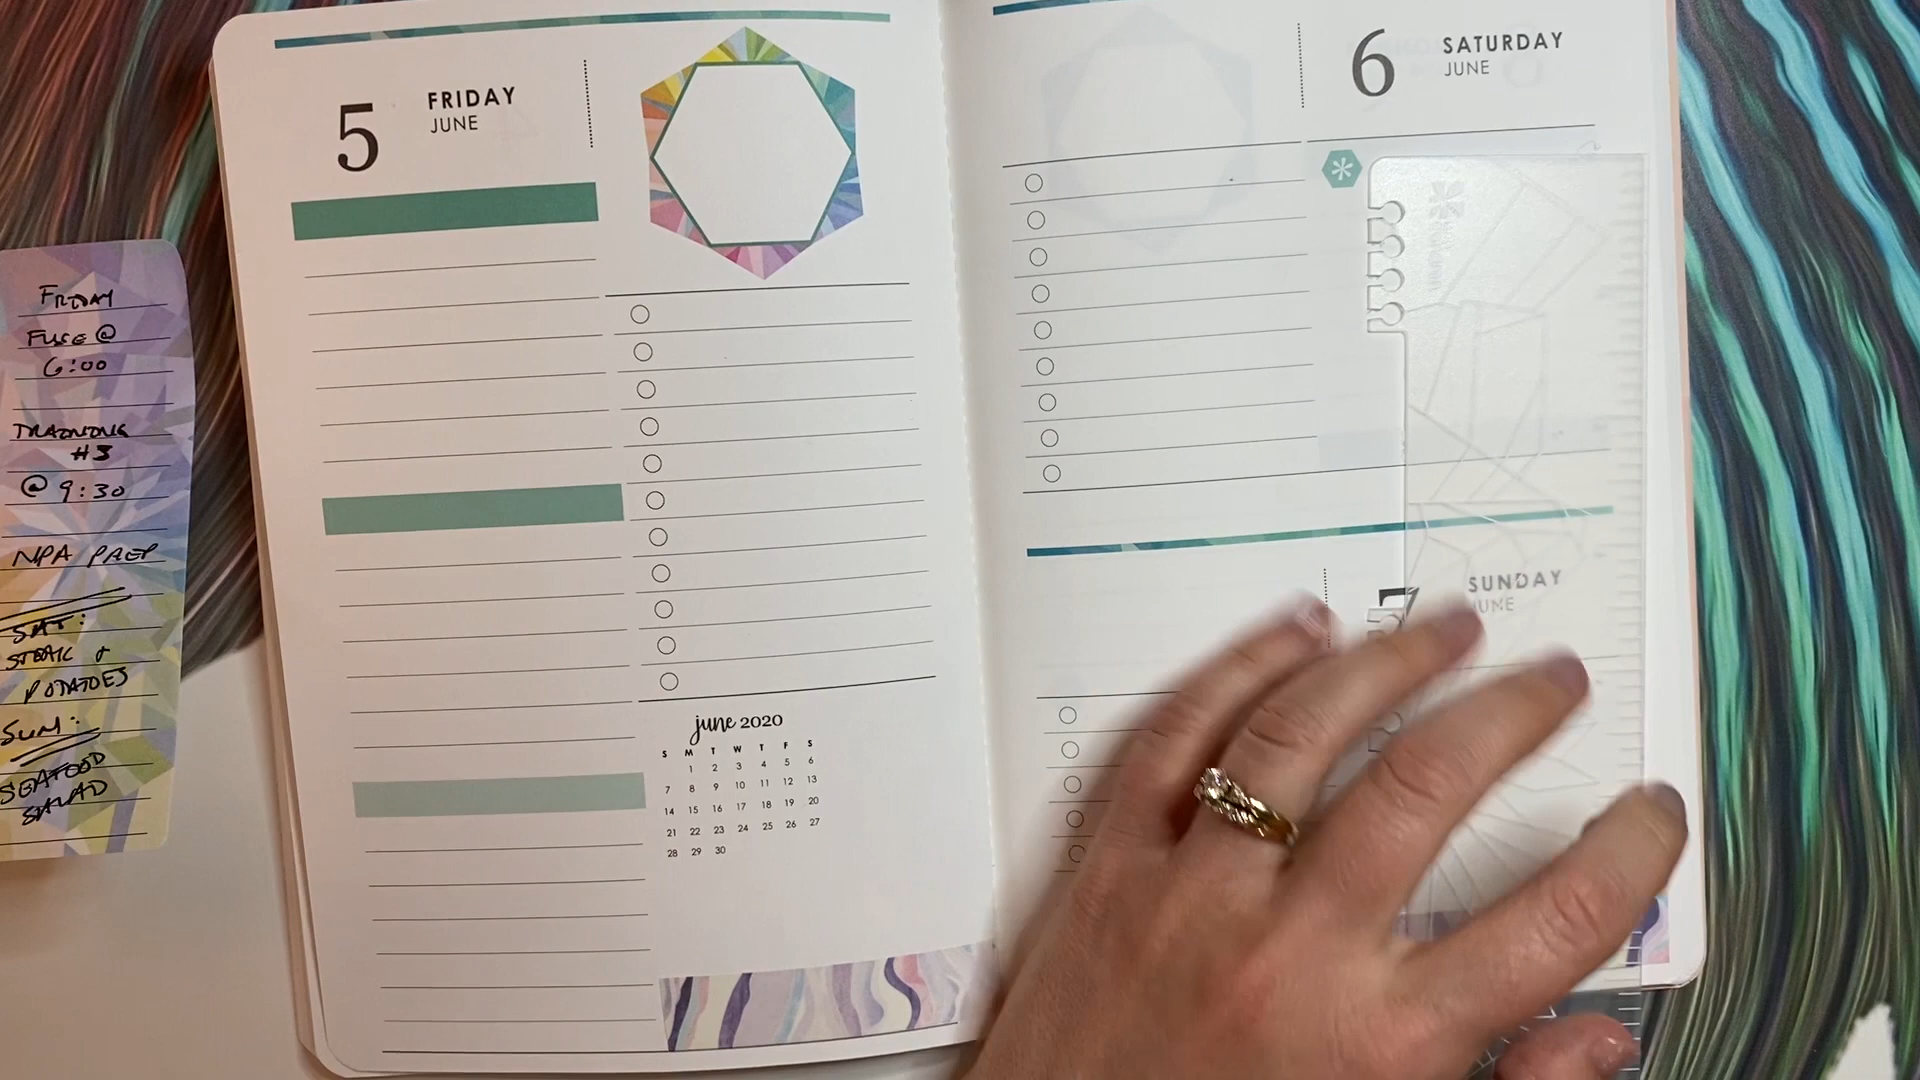 FRIDAY
FUSE @
6:00
TRAINING
#3
@ 9:30
NPA PREP
SAT:
STEAK &
POTATOES
SUN:
SEAFOOD
SALAD
5
FRIDAY
JUNE
june 2020
S M T W T F S
1 2 3 4 5 6
7 8 9 10 11 12 13
14 15 16 17 18 19 20
21 22 23 24 25 26 27
28 29 30
6
SATURDAY
JUNE
7
SUNDAY
JUNE